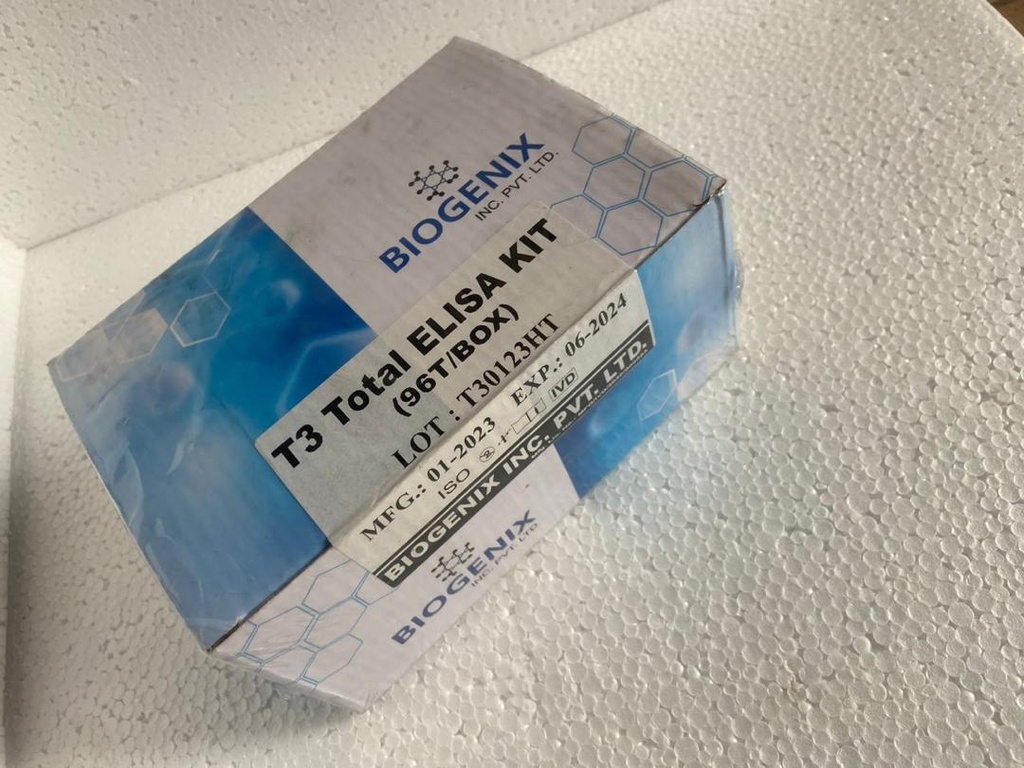 BIOGENIX
INC. PVT. LTD.
T3 Total ELISA KIT
(96T/BOX)
LOT : T30123HT
MFG.: 01-2023 EXP.: 06-2024
ISO IVD
BIOGENIX INC. PVT. LTD.
BIOGENIX
INC. PVT. LTD